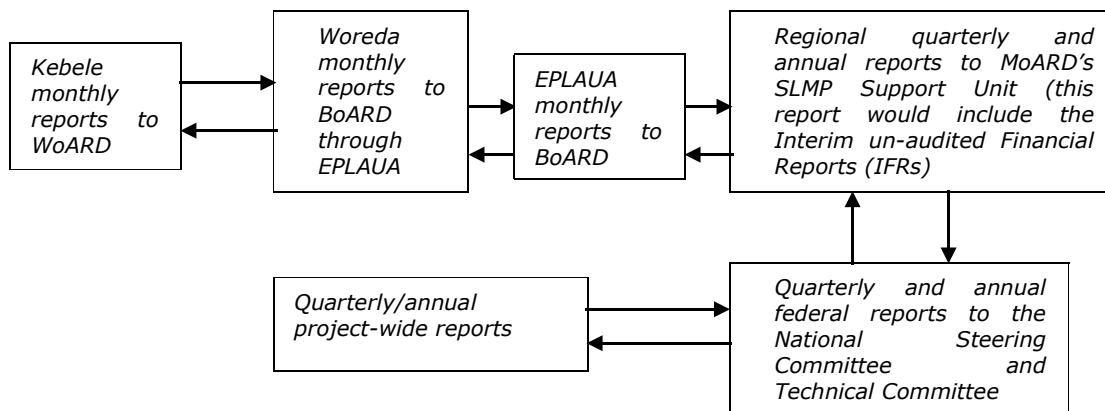 Kebele
monthly
reports to
WoARD
Woreda
monthly
reports to
BoARD
through
EPLAUA
EPLAUA
monthly
reports to
BoARD
Regional quarterly and
annual reports to MoARD's
SLMP Support Unit (this
report would include the
Interim un-audited Financial
Reports (IFRs)
Quarterly/annual
project-wide reports
Quarterly and annual
federal reports to the
National Steering
Committee and
Technical Committee